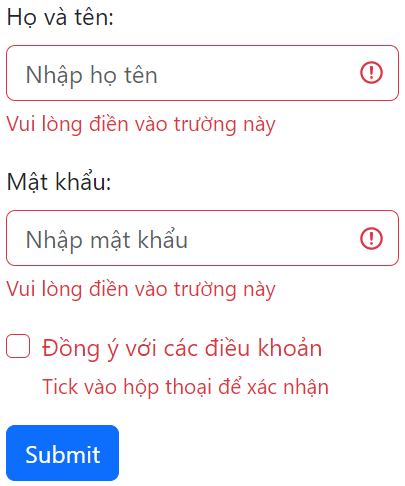 Họ và tên:
Nhập họ tên
Vui lòng điền vào trường này
Mật khẩu:
Nhập mật khẩu
Vui lòng điền vào trường này
Đồng ý với các điều khoản
Tick vào hộp thoại để xác nhận
Submit